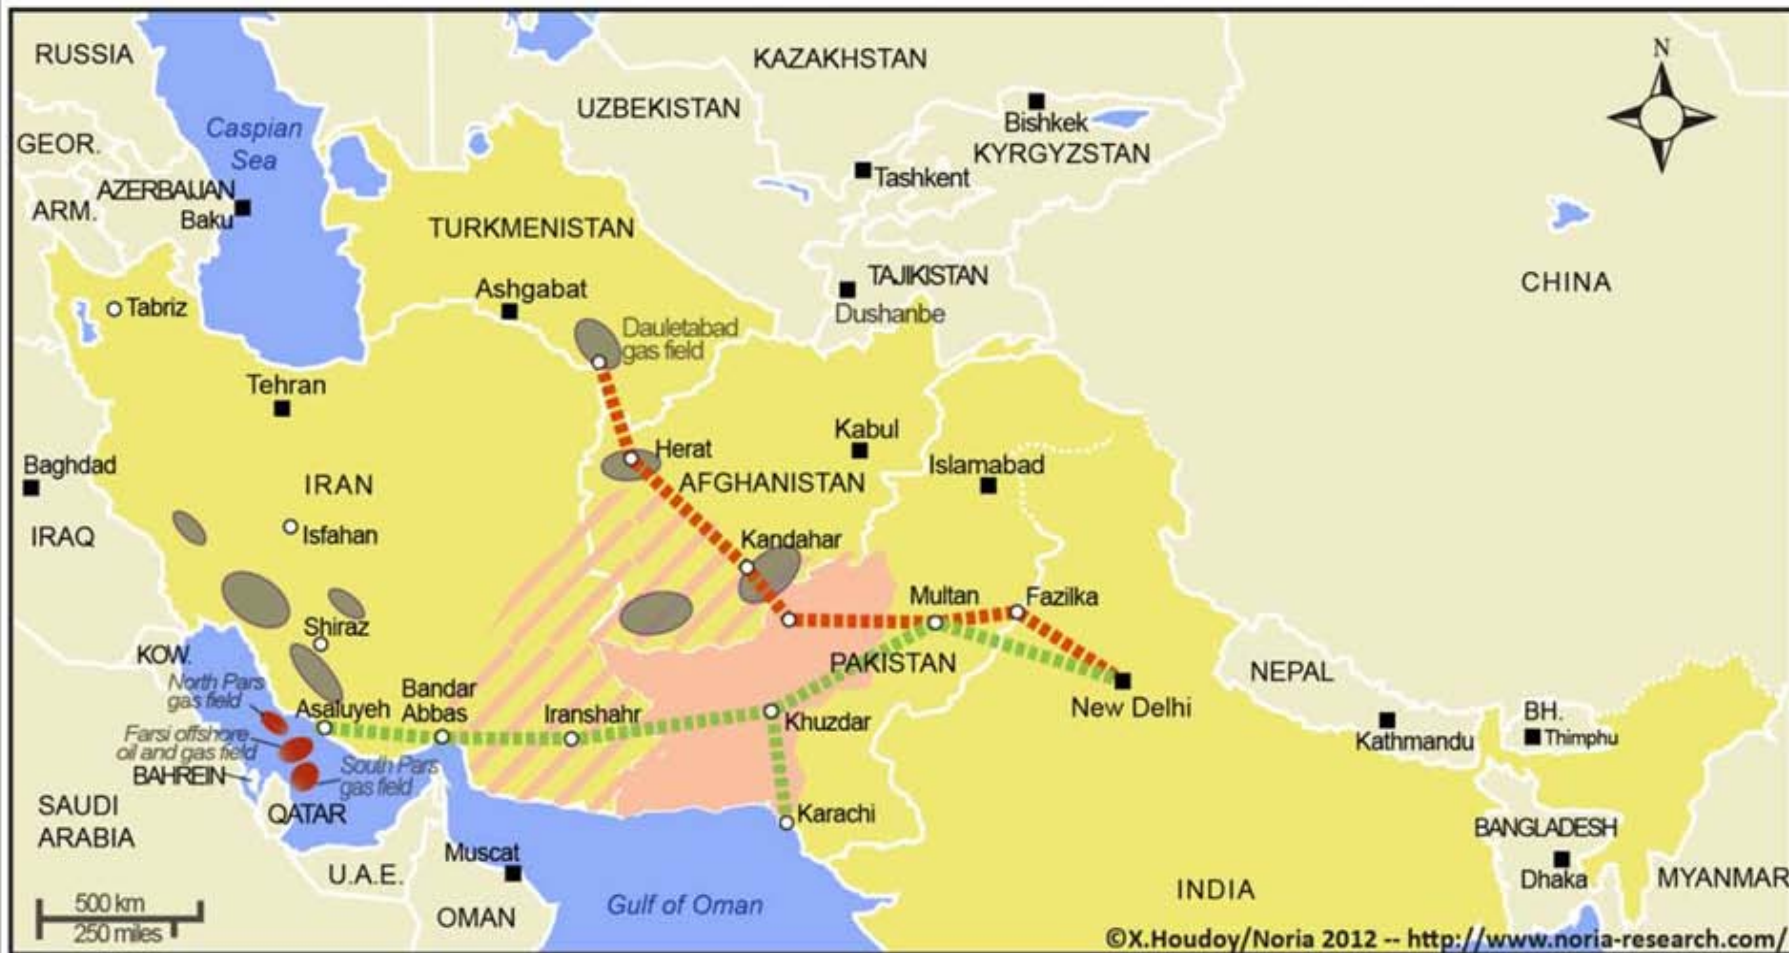 RUSSIA
KAZAKHSTAN
N
UZBEKISTAN
Bishkek
KYRGYZSTAN
Caspian
Sea
GEOR.
Tashkent
AZERBAIJAN
Baku
ARM.
TURKMENISTAN
TAJIKISTAN
Dushanbe
CHINA
Ashgabat
Tabriz
Dauletabad
gas field
Tehran
Kabul
Herat
Islamabad
Baghdad
IRAN
AFGHANISTAN
IRAQ
Isfahan
Kandahar
Multan
Fazilka
Shiraz
KOW.
PAKISTAN
NEPAL
North Pars
gas field
Asaluyeh
Bandar
Abbas
Iranshahr
Khuzdar
New Delhi
BH.
Thimphu
Kathmandu
Farsi offshore
oil and gas field
BAHREIN
South Pars
gas field
SAUDI
ARABIA
QATAR
Karachi
BANGLADESH
Dhaka
MYANMAR
Muscat
U.A.E.
OMAN
Gulf of Oman
INDIA
500 km
250 miles
©X.Houdoy/Noria 2012 -- http://www.noria-research.com/